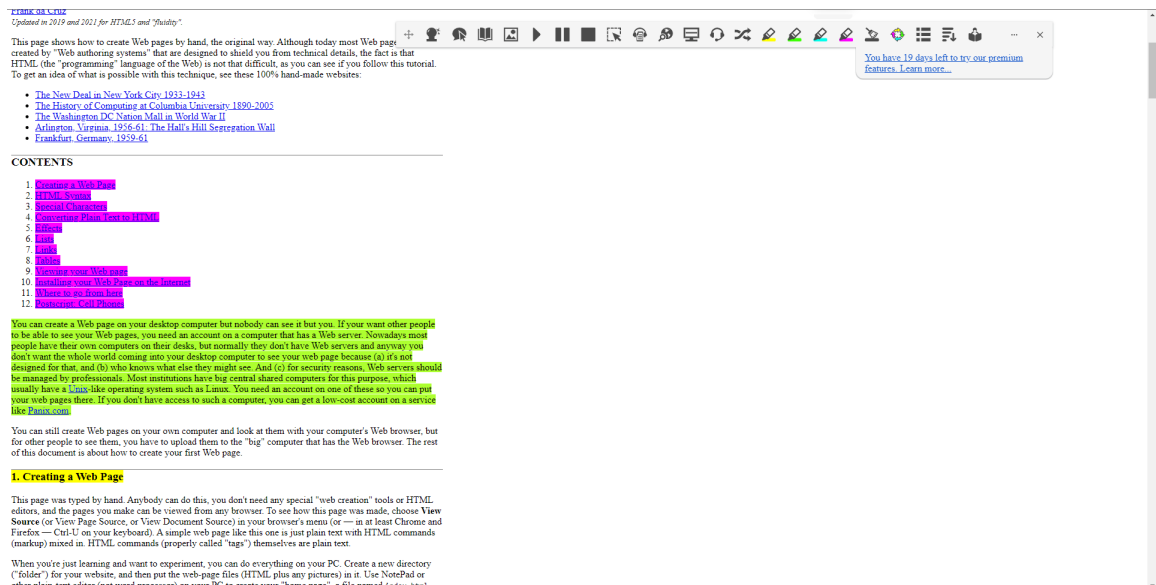 Frank da Cruz
Updated in 2019 and 2021 for HTML5 and "fluidity".
This page shows how to create Web pages by hand, the original way. Although today most Web page
created by "Web authoring systems" that are designed to shield you from technical details, the fact is that
HTML (the "programming" language of the Web) is not that difficult, as you can see if you follow this tutorial.
To get an idea of what is possible with this technique, see these 100% hand-made websites:
• The New Deal in New York City 1933-1943
• The History of Computing at Columbia University 1890-2005
• The Washington DC Nation Mall in World War II
• Arlington, Virginia, 1956-61: The Hall's Hill Segregation Wall
• Frankfurt, Germany, 1959-61
You have 19 days left to try our premium
features. Learn more...
CONTENTS
1. Creating a Web Page
2. HTML Syntax
3. Special Characters
4. Converting Plain Text to HTML
5. Effects
6. Lists
7. Links
8. Tables
9. Viewing your Web page
10. Installing your Web Page on the Internet
11. Where to go from here
12. Postscript: Cell Phones
You can create a Web page on your desktop computer but nobody can see it but you. If your want other people
to be able to see your Web pages, you need an account on a computer that has a Web server. Nowadays most
people have their own computers on their desks, but normally they don't have Web servers and anyway you
don't want the whole world coming into your desktop computer to see your web page because (a) it's not
designed for that, and (b) who knows what else they might see. And (c) for security reasons, Web servers should
be managed by professionals. Most institutions have big central shared computers for this purpose, which
usually have a Unix-like operating system such as Linux. You need an account on one of these so you can put
your web pages there. If you don't have access to such a computer, you can get a low-cost account on a service
like Panix.com.
You can still create Web pages on your own computer and look at them with your computer's Web browser, but
for other people to see them, you have to upload them to the "big" computer that has the Web browser. The rest
of this document is about how to create your first Web page.
1. Creating a Web Page
This page was typed by hand. Anybody can do this, you don't need any special "web creation" tools or HTML
editors, and the pages you make can be viewed from any browser. To see how this page was made, choose View
Source (or View Page Source, or View Document Source) in your browser's menu (or — in at least Chrome and
Firefox — Ctrl-U on your keyboard). A simple web page like this one is just plain text with HTML commands
(markup) mixed in. HTML commands (properly called "tags") themselves are plain text.
When you're just learning and want to experiment, you can do everything on your PC. Create a new directory
("folder") for your website, and then put the web-page files (HTML plus any pictures) in it. Use NotePad or
other plain-text editor (not word processor) on your PC to create your "home page", a file named index.html